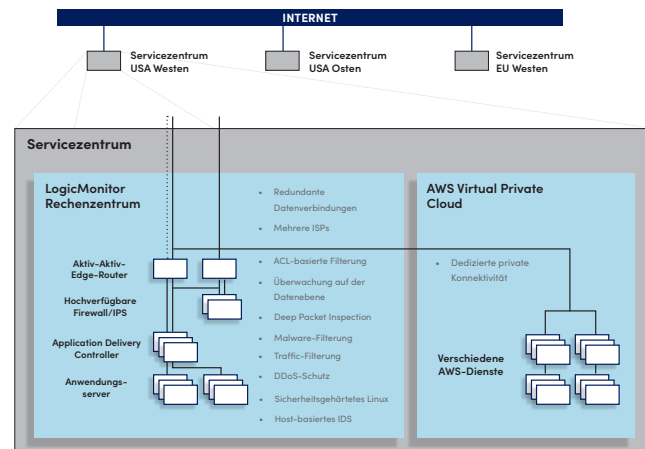 INTERNET
Servicezentrum
USA Westen
Servicezentrum
USA Osten
Servicezentrum
EU Westen
Servicezentrum
LogicMonitor
Rechenzentrum
Aktiv-Aktiv-
Edge-Router
Hochverfügbare
Firewall/IPS
Application Delivery
Controller
Anwendungs-
server
• Redundante
Datenverbindungen
• Mehrere ISPs
• ACL-basierte Filterung
• Überwachung auf der
Datenebene
• Deep Packet Inspection
• Malware-Filterung
• Traffic-Filterung
• DDoS-Schutz
• Sicherheitsgehärtetes Linux
• Host-basiertes IDS
AWS Virtual Private
Cloud
• Dedizierte private
Konnektivität
Verschiedene
AWS-Dienste